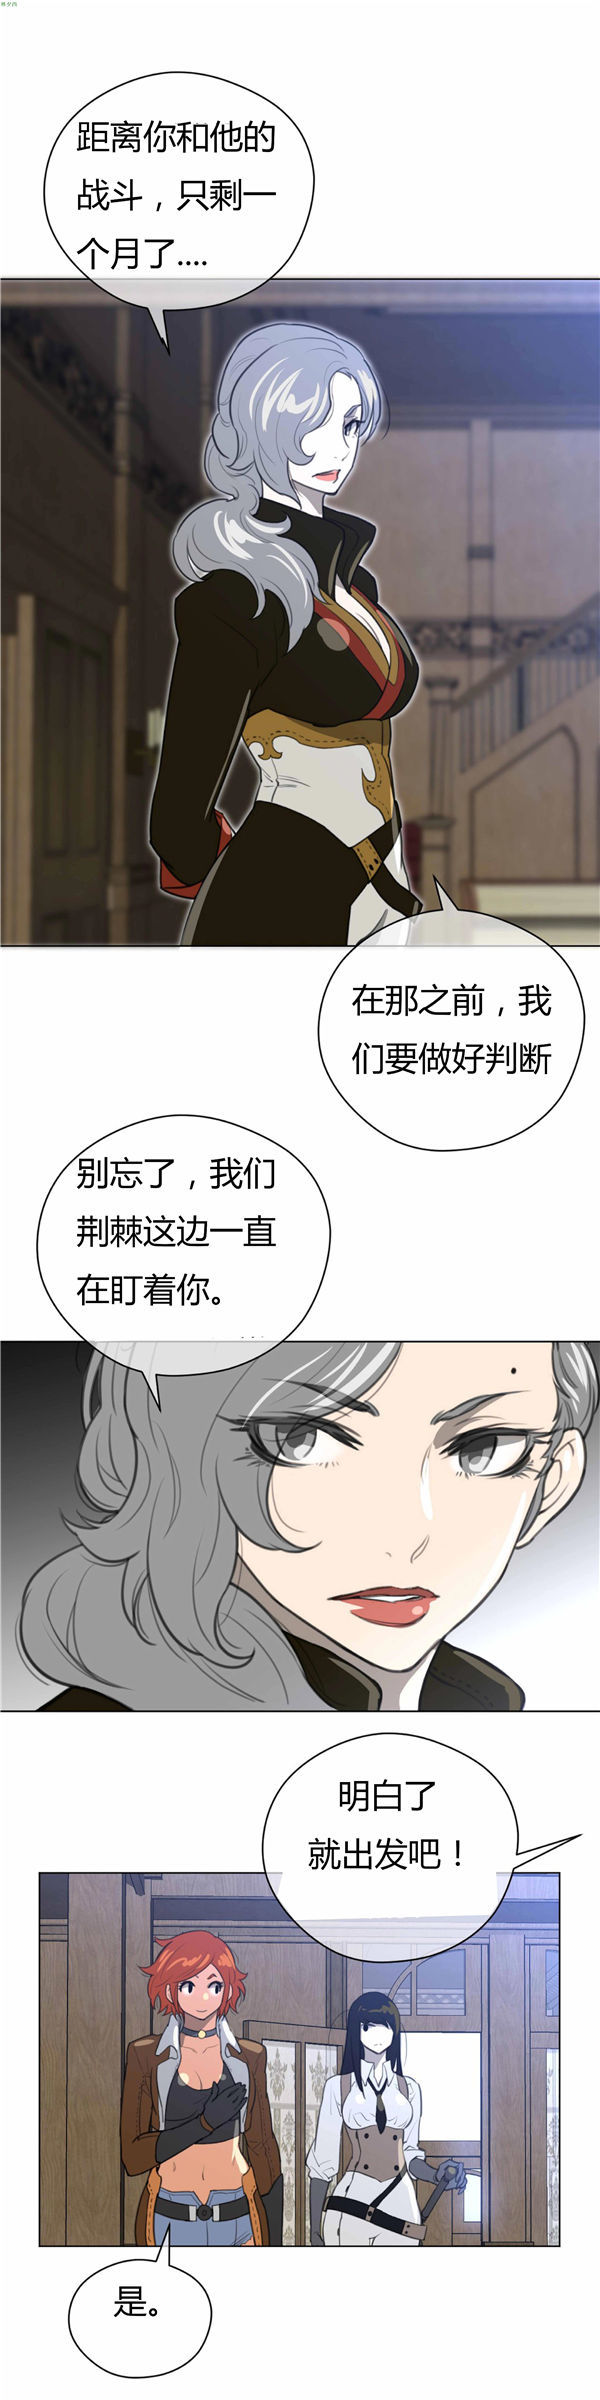 距离你和他的
战斗，只剩一
个月了....
在那之前，我
们要做好判断
别忘了，我们
荆棘这边一直
在盯着你。
明白了
就出发吧！
是。